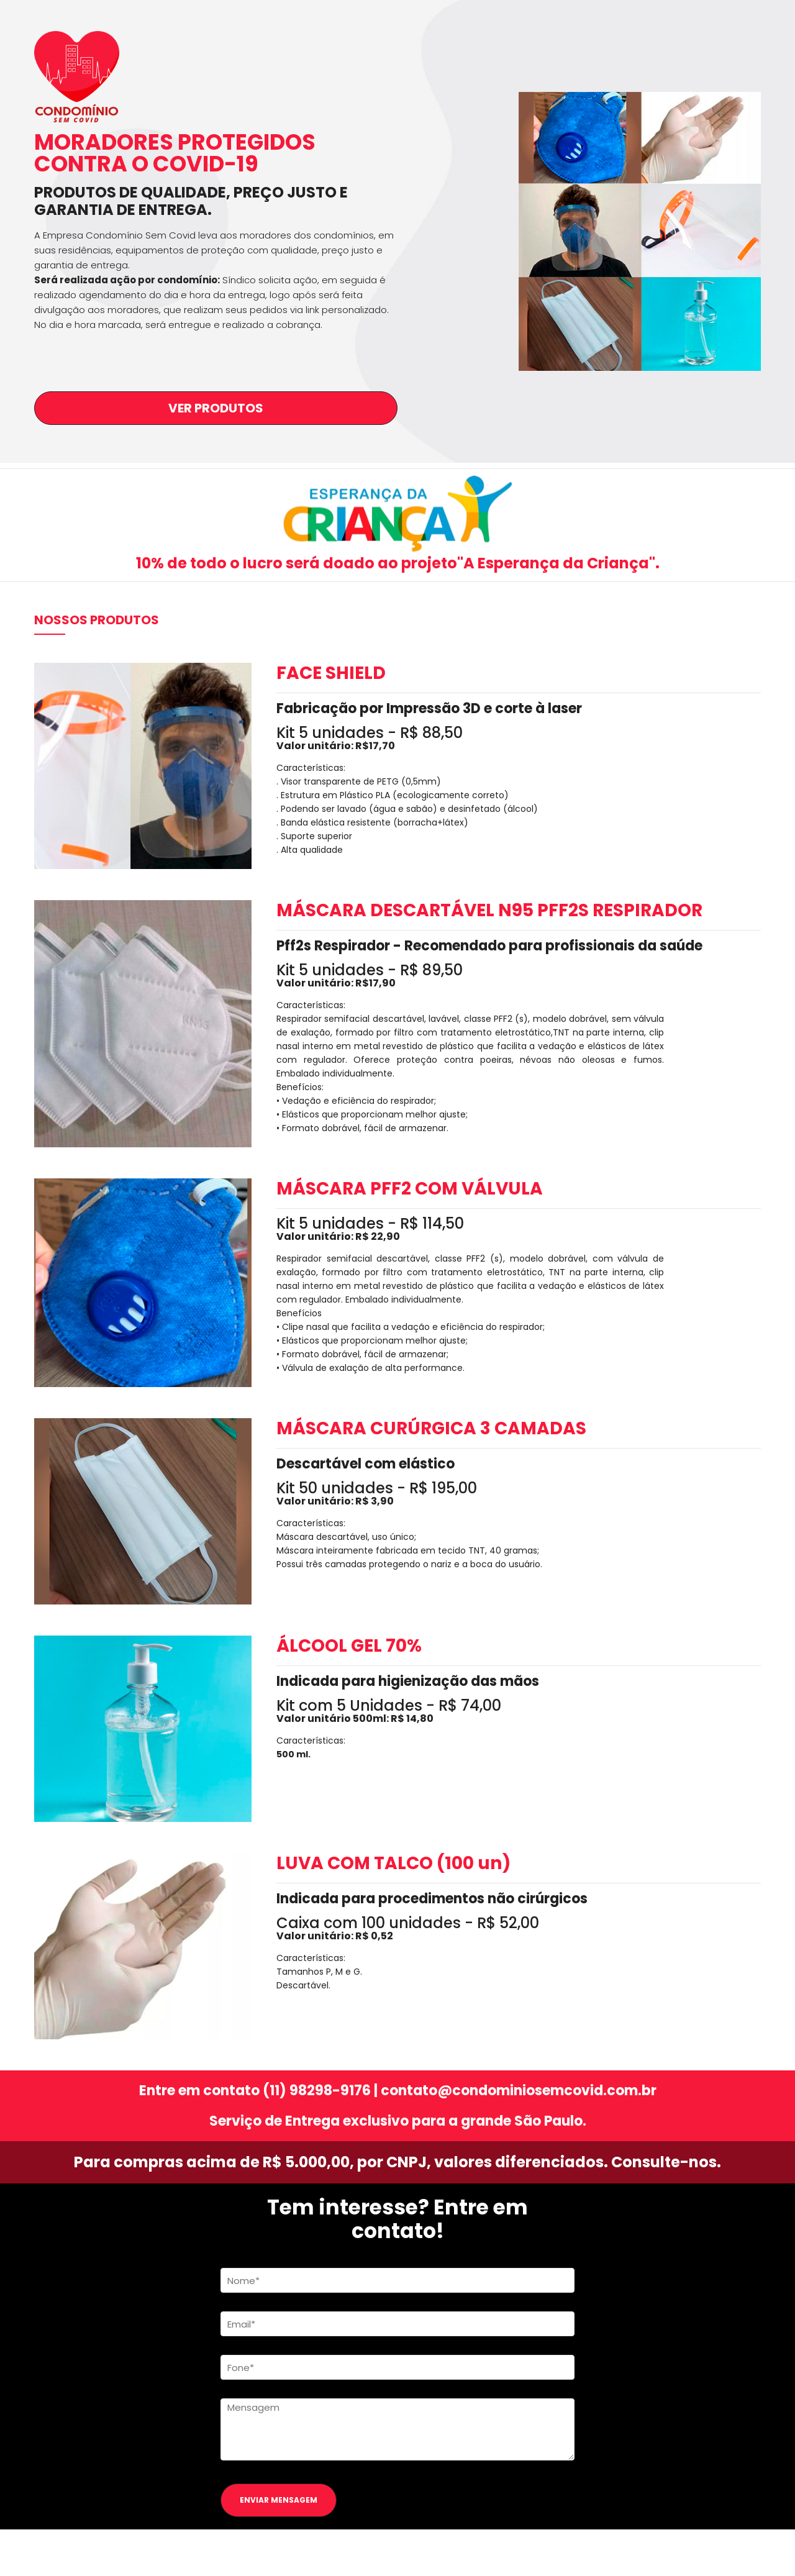 CONDOMÍNIO
SEM COVID
MORADORES PROTEGIDOS
CONTRA O COVID-19
PRODUTOS DE QUALIDADE, PREÇO JUSTO E
GARANTIA DE ENTREGA.
A Empresa Condomínio Sem Covid leva aos moradores dos condomínios, em
suas residências, equipamentos de proteção com qualidade, preço justo e
garantia de entrega.
Será realizada ação por condomínio: Síndico solicita ação, em seguida é
realizado agendamento do dia e hora da entrega, logo após será feita
divulgação aos moradores, que realizam seus pedidos via link personalizado.
No dia e hora marcada, será entregue e realizado a cobrança.
VER PRODUTOS
ESPERANÇA DA
CRIANÇA
10% de todo o lucro será doado ao projeto"A Esperança da Criança".
NOSSOS PRODUTOS
FACE SHIELD
Fabricação por Impressão 3D e corte à laser
Kit 5 unidades - R$ 88,50
Valor unitário: R$17,70
Características:
. Visor transparente de PETG (0,5mm)
. Estrutura em Plástico PLA (ecologicamente correto)
. Podendo ser lavado (água e sabão) e desinfetado (álcool)
. Banda elástica resistente (borracha+látex)
. Suporte superior
. Alta qualidade
MÁSCARA DESCARTÁVEL N95 PFF2S RESPIRADOR
Pff2s Respirador - Recomendado para profissionais da saúde
Kit 5 unidades - R$ 89,50
Valor unitário: R$17,90
Características:
Respirador semifacial descartável, lavável, classe PFF2 (s), modelo dobrável, sem válvula
de exalação, formado por filtro com tratamento eletrostático,TNT na parte interna, clip
nasal interno em metal revestido de plástico que facilita a vedação e elásticos de látex
com regulador. Oferece proteção contra poeiras, névoas não oleosas e fumos.
Embalado individualmente.
Benefícios:
• Vedação e eficiência do respirador;
• Elásticos que proporcionam melhor ajuste;
• Formato dobrável, fácil de armazenar.
MÁSCARA PFF2 COM VÁLVULA
Kit 5 unidades - R$ 114,50
Valor unitário: R$ 22,90
Respirador semifacial descartável, classe PFF2 (s), modelo dobrável, com válvula de
exalação, formado por filtro com tratamento eletrostático, TNT na parte interna, clip
nasal interno em metal revestido de plástico que facilita a vedação e elásticos de látex
com regulador. Embalado individualmente.
Benefícios
• Clipe nasal que facilita a vedação e eficiência do respirador;
• Elásticos que proporcionam melhor ajuste;
• Formato dobrável, fácil de armazenar;
• Válvula de exalação de alta performance.
MÁSCARA CURÚRGICA 3 CAMADAS
Descartável com elástico
Kit 50 unidades - R$ 195,00
Valor unitário: R$ 3,90
Características:
Máscara descartável, uso único;
Máscara inteiramente fabricada em tecido TNT, 40 gramas;
Possui três camadas protegendo o nariz e a boca do usuário.
ÁLCOOL GEL 70%
Indicada para higienização das mãos
Kit com 5 Unidades - R$ 74,00
Valor unitário 500ml: R$ 14,80
Características:
500 ml.
LUVA COM TALCO (100 un)
Indicada para procedimentos não cirúrgicos
Caixa com 100 unidades - R$ 52,00
Valor unitário: R$ 0,52
Características:
Tamanhos P, M e G.
Descartável.
Entre em contato (11) 98298-9176 | contato@condominiosemcovid.com.br
Serviço de Entrega exclusivo para a grande São Paulo.
Para compras acima de R$ 5.000,00, por CNPJ, valores diferenciados. Consulte-nos.
Tem interesse? Entre em
contato!
Nome*
Email*
Fone*
Mensagem
ENVIAR MENSAGEM